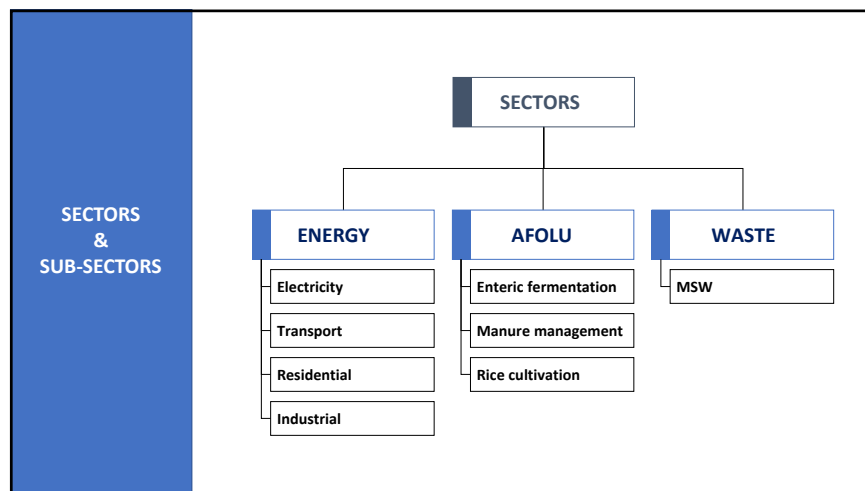 SECTORS
&
SUB-SECTORS
SECTORS
ENERGY
Electricity
Transport
Residential
Industrial
AFOLU
Enteric fermentation
Manure management
Rice cultivation
WASTE
MSW